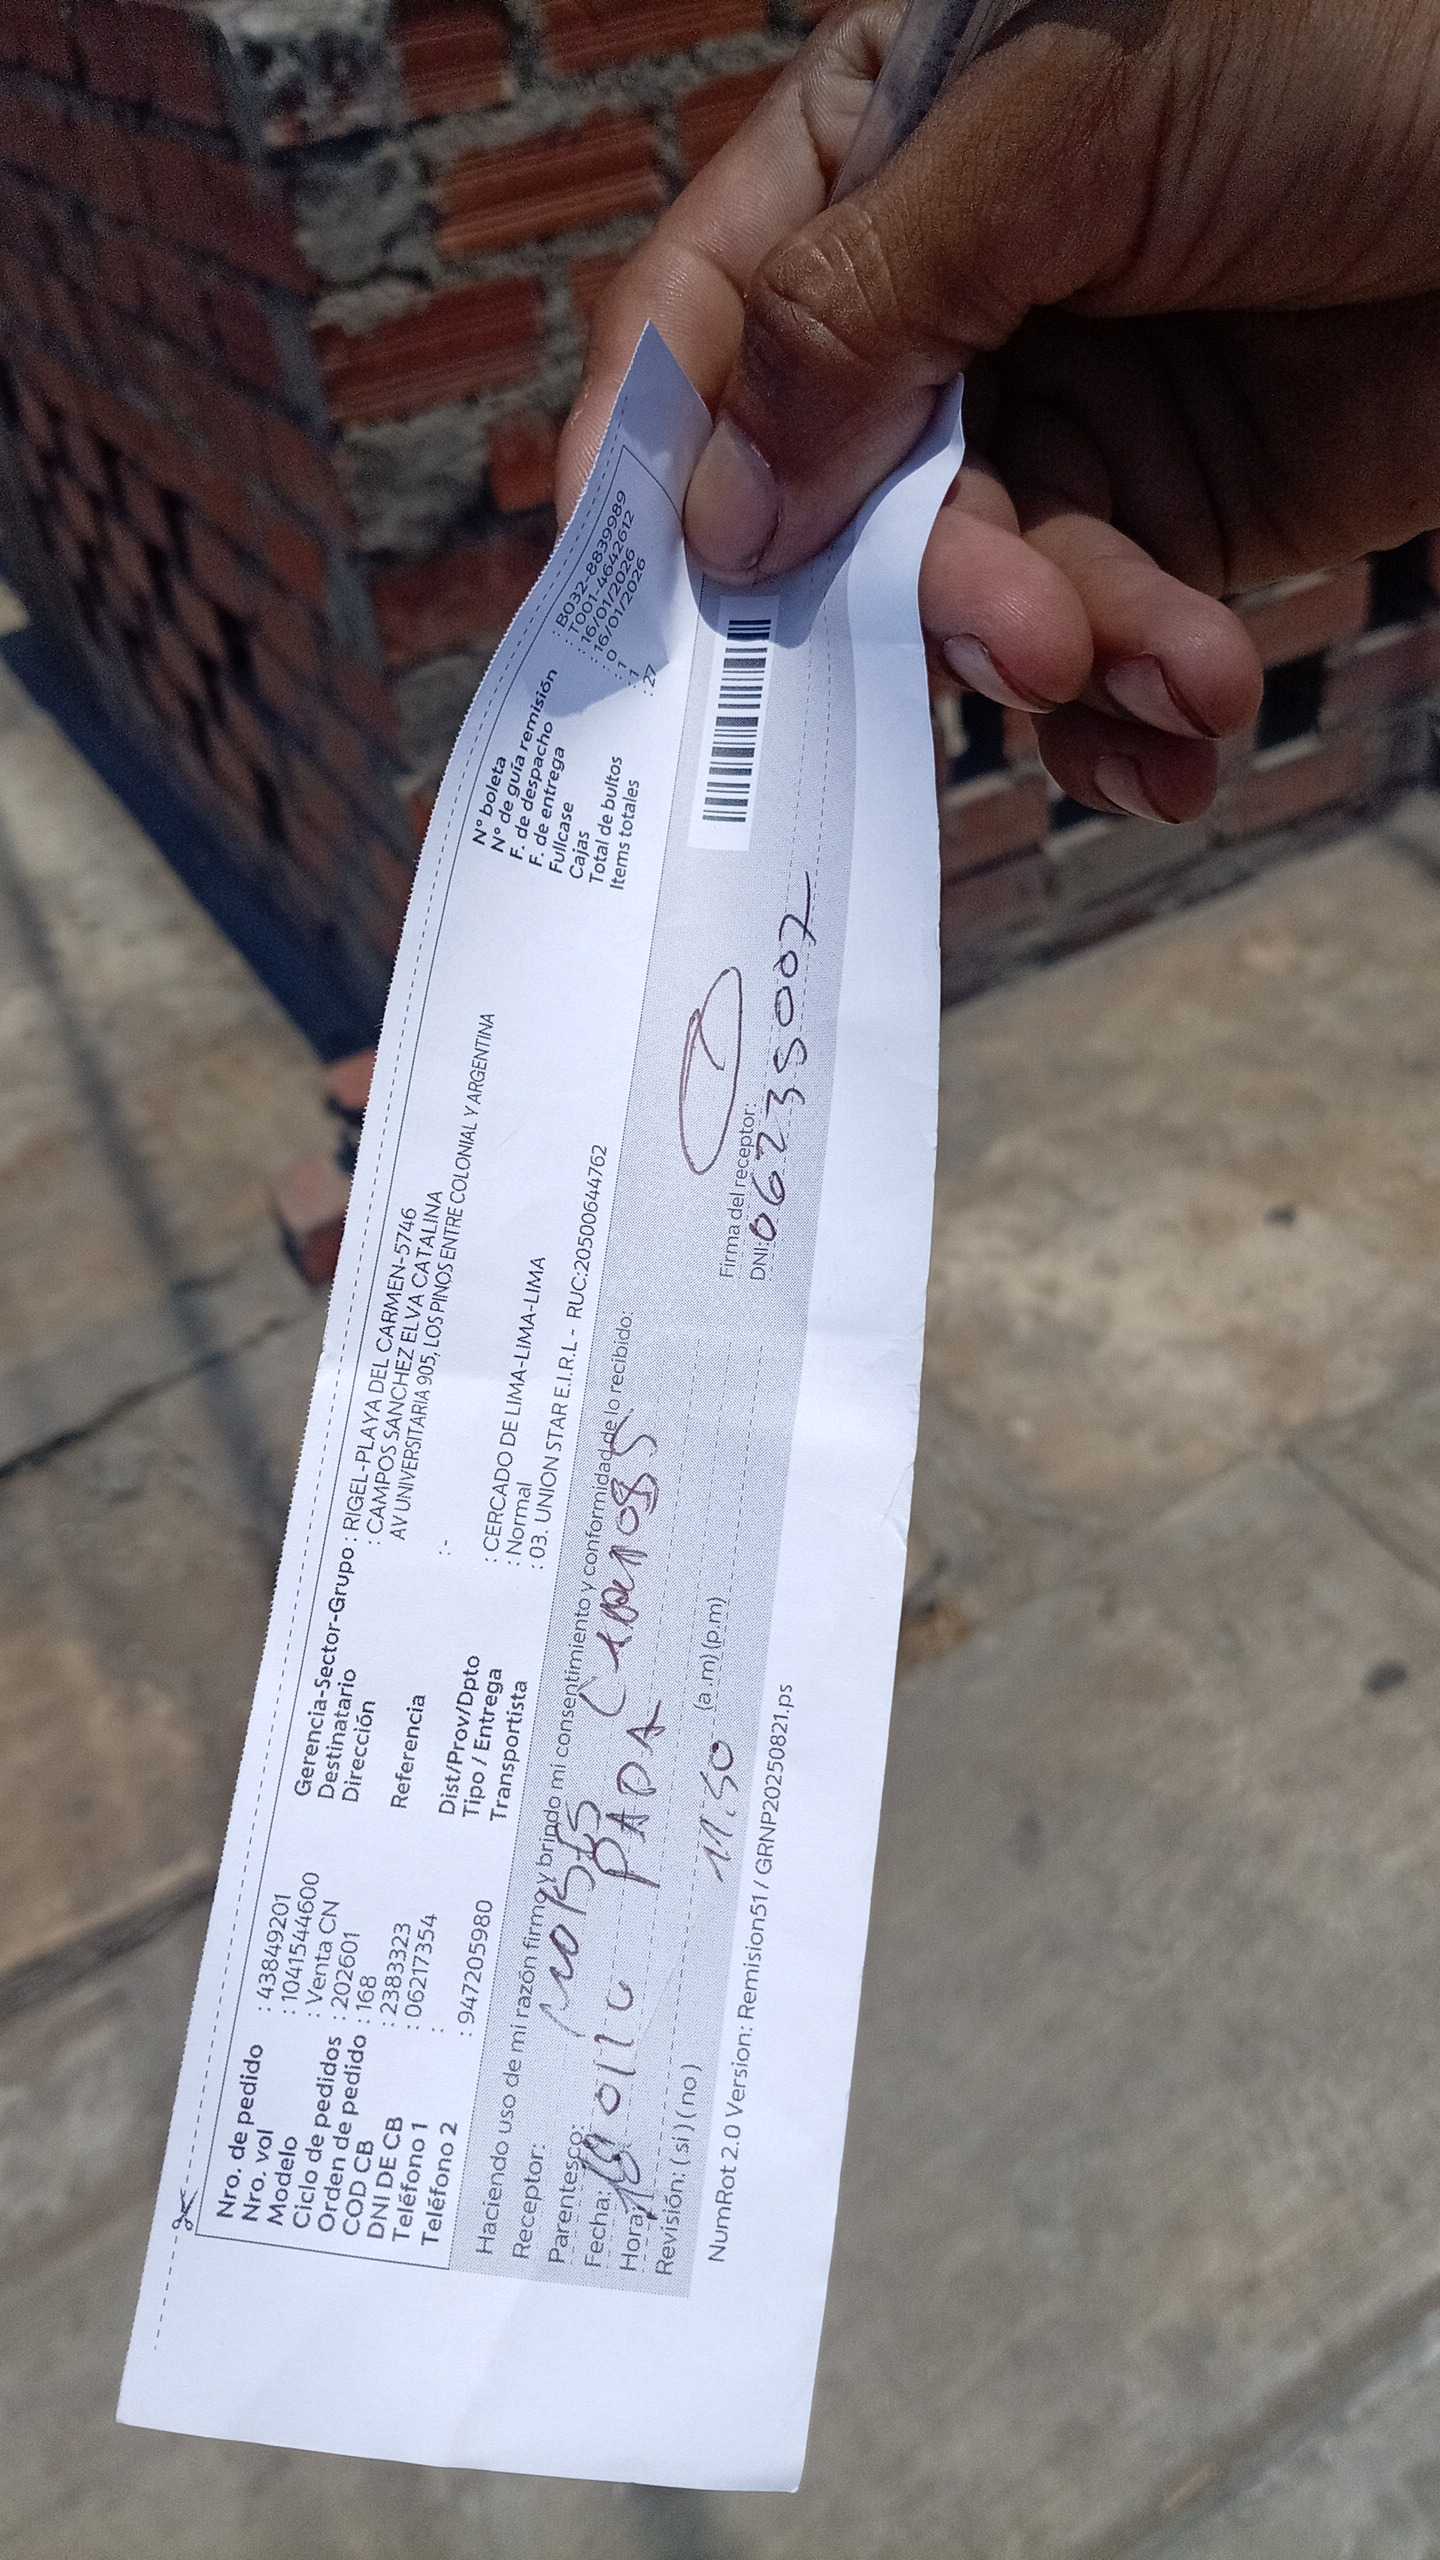 Nro. de pedido : 43849201
Nro. vol : 1041544600
Modelo : Venta CN
Ciclo de pedidos : 202601
Orden de pedido : 168
COD CB : 2383323
DNI DE CB : 06217354
Teléfono 1 :
Teléfono 2 : 947205980
Gerencia-Sector-Grupo : RIGEL-PLAYA DEL CARMEN-5746
Destinatario : CAMPOS SANCHEZ ELVA CATALINA
Dirección AV UNIVERSITARIA 905, LOS PINOS ENTRE COLONIAL Y ARGENTINA
Referencia :-
Dist/Prov/Dpto : CERCADO DE LIMA-LIMA-LIMA
Tipo / Entrega : Normal
Transportista : 03. UNION STAR E.I.R.L - RUC:20500644762
N° boleta : B032-8839989
N° de guía remisión : T001-4642612
F. de despacho : 16/01/2026
F. de entrega : 16/01/2026
Fullcase : 0
Cajas : 1
Total de bultos : 1
Items totales : 27
Haciendo uso de mi razón firmo y brindo mi consentimiento y conformidad de lo recibido:
Receptor:
Parentesco:
Fecha:
Hora: 11:50 (a.m) (p.m)
Revisión: (si) (no)
Firma del receptor:
DNI: 06235007
NumRot 2.0 Version: Remision51 / GRNP20250821.ps